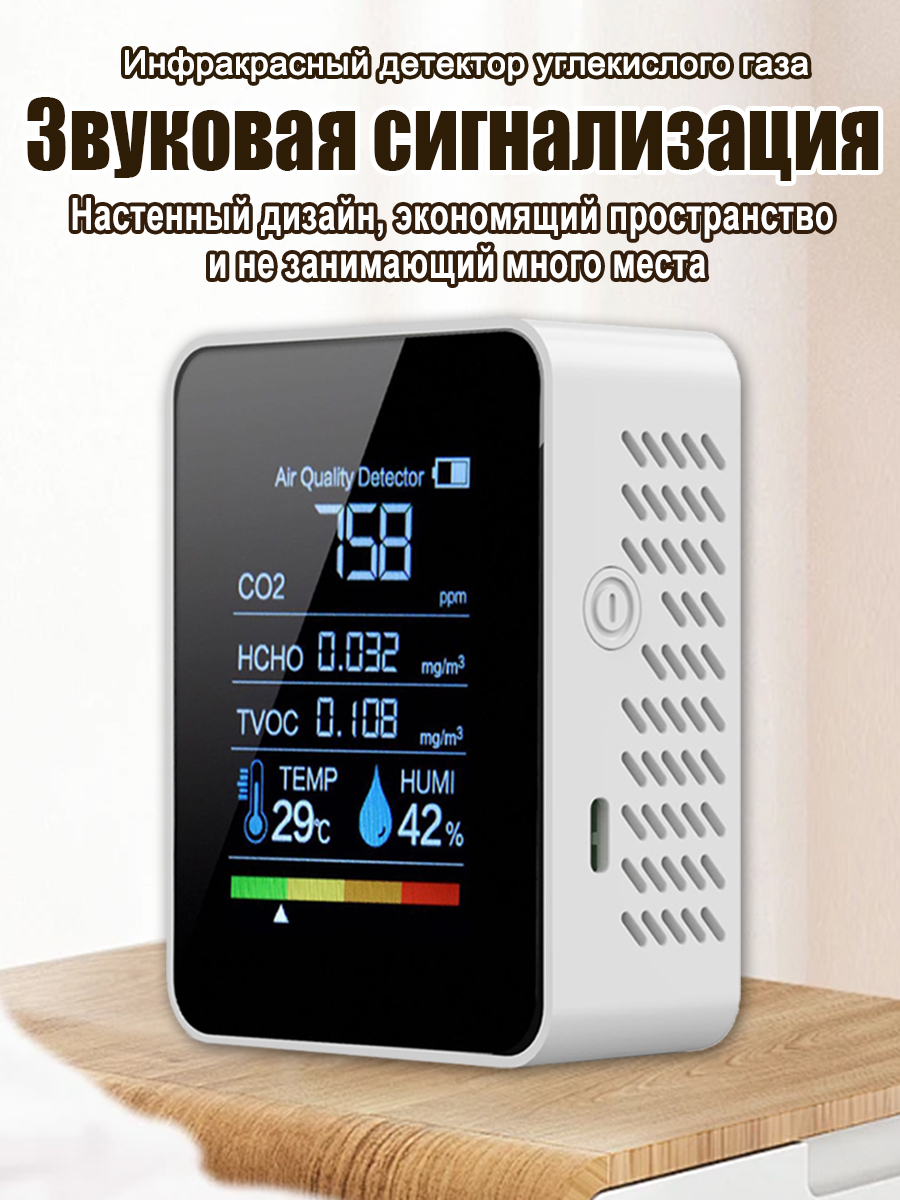 Инфракрасный детектор углекислого газа
Звуковая сигнализация
Настенный дизайн, экономящий пространство
и не занимающий много места
Air Quality Detector
758
CO2 ppm
HCHO 0.032 mg/m³
TVOC 0.108 mg/m³
TEMP HUMI
29℃ 42%